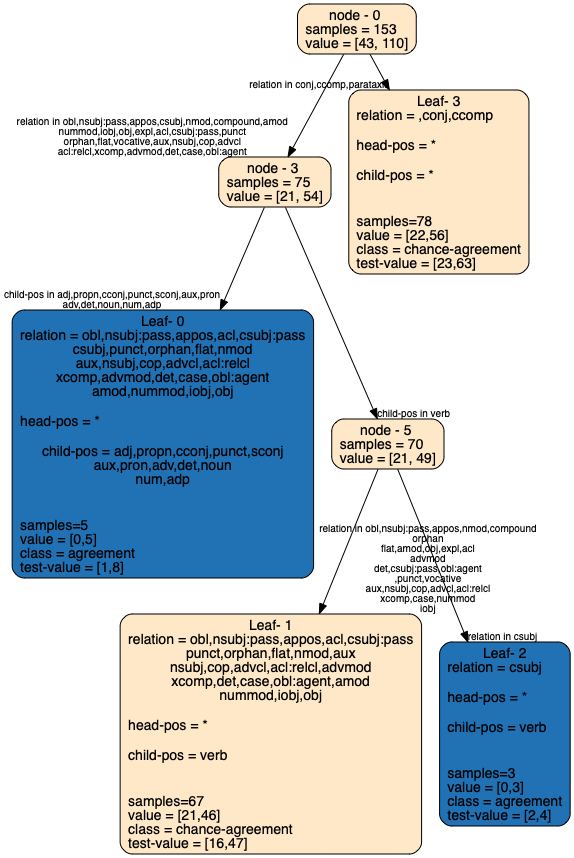 node - 0
samples = 153
value = [43, 110]
relation in conj,ccomp,paratax
Leaf- 3
relation = ,conj,ccomp
head-pos = *
child-pos = *
samples=78
value = [22,56]
class = chance-agreement
test-value = [23,63]
relation in obl,nsubj:pass,appos,csubj,nmod,compound,amod
nummod,iobj,obj,expl,acl,csubj:pass,punct
orphan,flat,vocative,aux,nsubj,cop,advcl
acl:relcl,xcomp,advmod,det,case,obl:agent
node - 3
samples = 75
value = [21, 54]
child-pos in adj,propn,cconj,punct,sconj,aux,pron
adv,det,noun,num,adp
Leaf- 0
relation = obl,nsubj:pass,appos,acl,csubj:pass
csubj,punct,orphan,flat,nmod
aux,nsubj,cop,advcl,acl:relcl
xcomp,advmod,det,case,obl:agent
amod,nummod,iobj,obj
head-pos = *
child-pos = adj,propn,cconj,punct,sconj
aux,pron,adv,det,noun
num,adp
samples=5
value = [0,5]
class = agreement
test-value = [1,8]
child-pos in verb
node - 5
samples = 70
value = [21, 49]
relation in obl,nsubj:pass,appos,nmod,compound
orphan
flat,amod,obj,expl,acl
advmod
det,csubj:pass,obl:agent
,punct,vocative
aux,nsubj,cop,advcl,acl:relcl
xcomp,case,nummod
iobj
Leaf- 1
relation = obl,nsubj:pass,appos,acl,csubj:pass
punct,orphan,flat,nmod,aux
nsubj,cop,advcl,acl:relcl,advmod
xcomp,det,case,obl:agent,amod
nummod,iobj,obj
head-pos = *
child-pos = verb
samples=67
value = [21,46]
class = chance-agreement
test-value = [16,47]
relation in csubj
Leaf- 2
relation = csubj
head-pos = *
child-pos = verb
samples=3
value = [0,3]
class = agreement
test-value = [2,4]